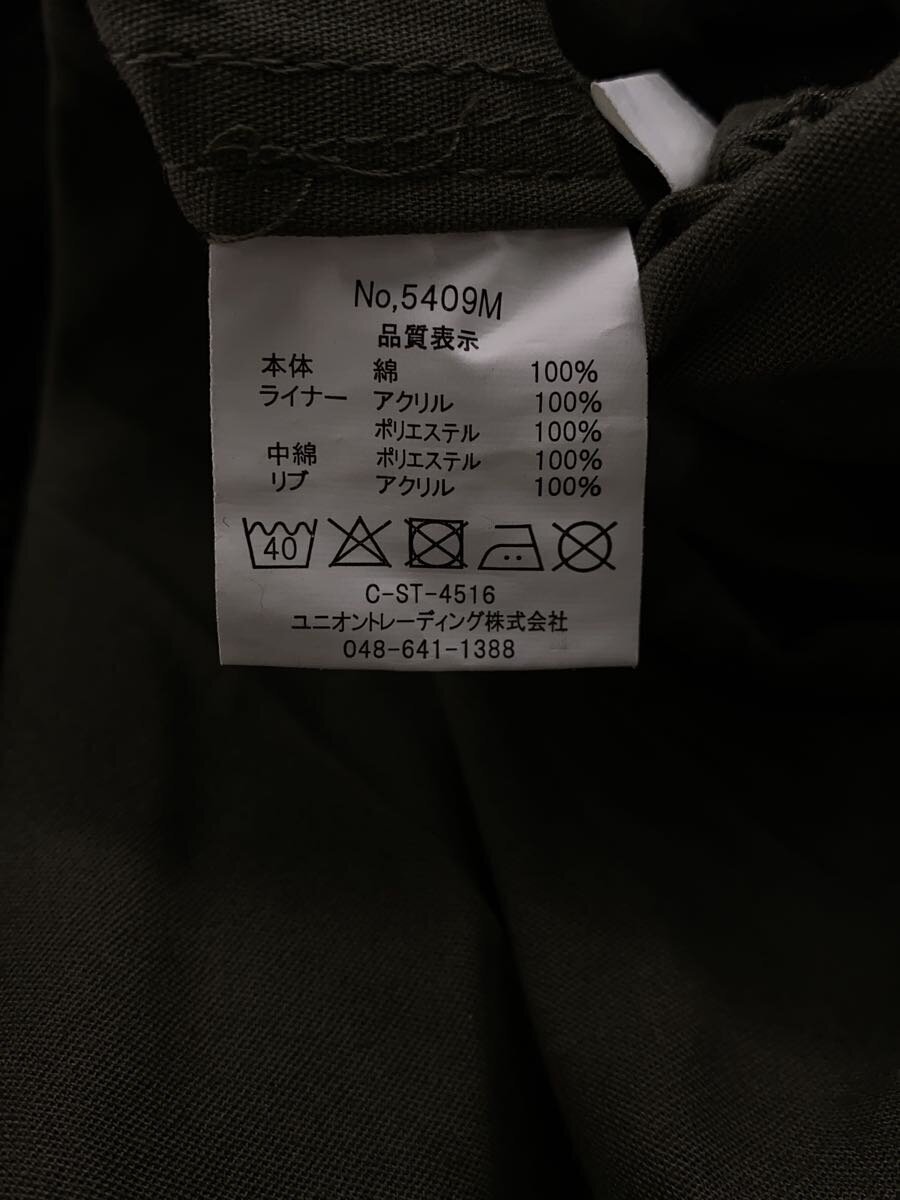 No,5409M
品質表示
本体 綿 100%
ライナー アクリル 100%
ポリエステル 100%
中綿 ポリエステル 100%
リブ アクリル 100%
40
C-ST-4516
ユニオントレーディング株式会社
048-641-1388